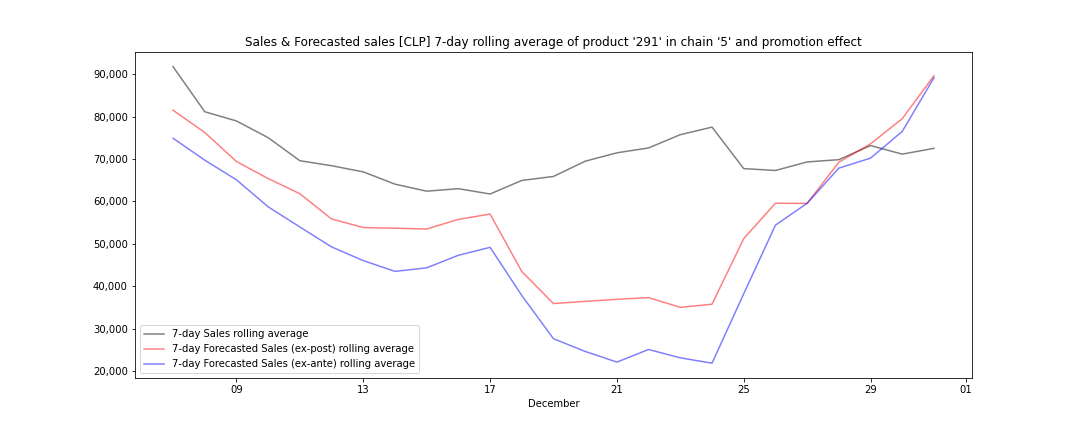 Sales & Forecasted sales [CLP] 7-day rolling average of product '291' in chain '5' and promotion effect
90,000
80,000
70,000
60,000
50,000
40,000
30,000
20,000
7-day Sales rolling average
7-day Forecasted Sales (ex-post) rolling average
7-day Forecasted Sales (ex-ante) rolling average
09 13 17 21 25 29 01
December